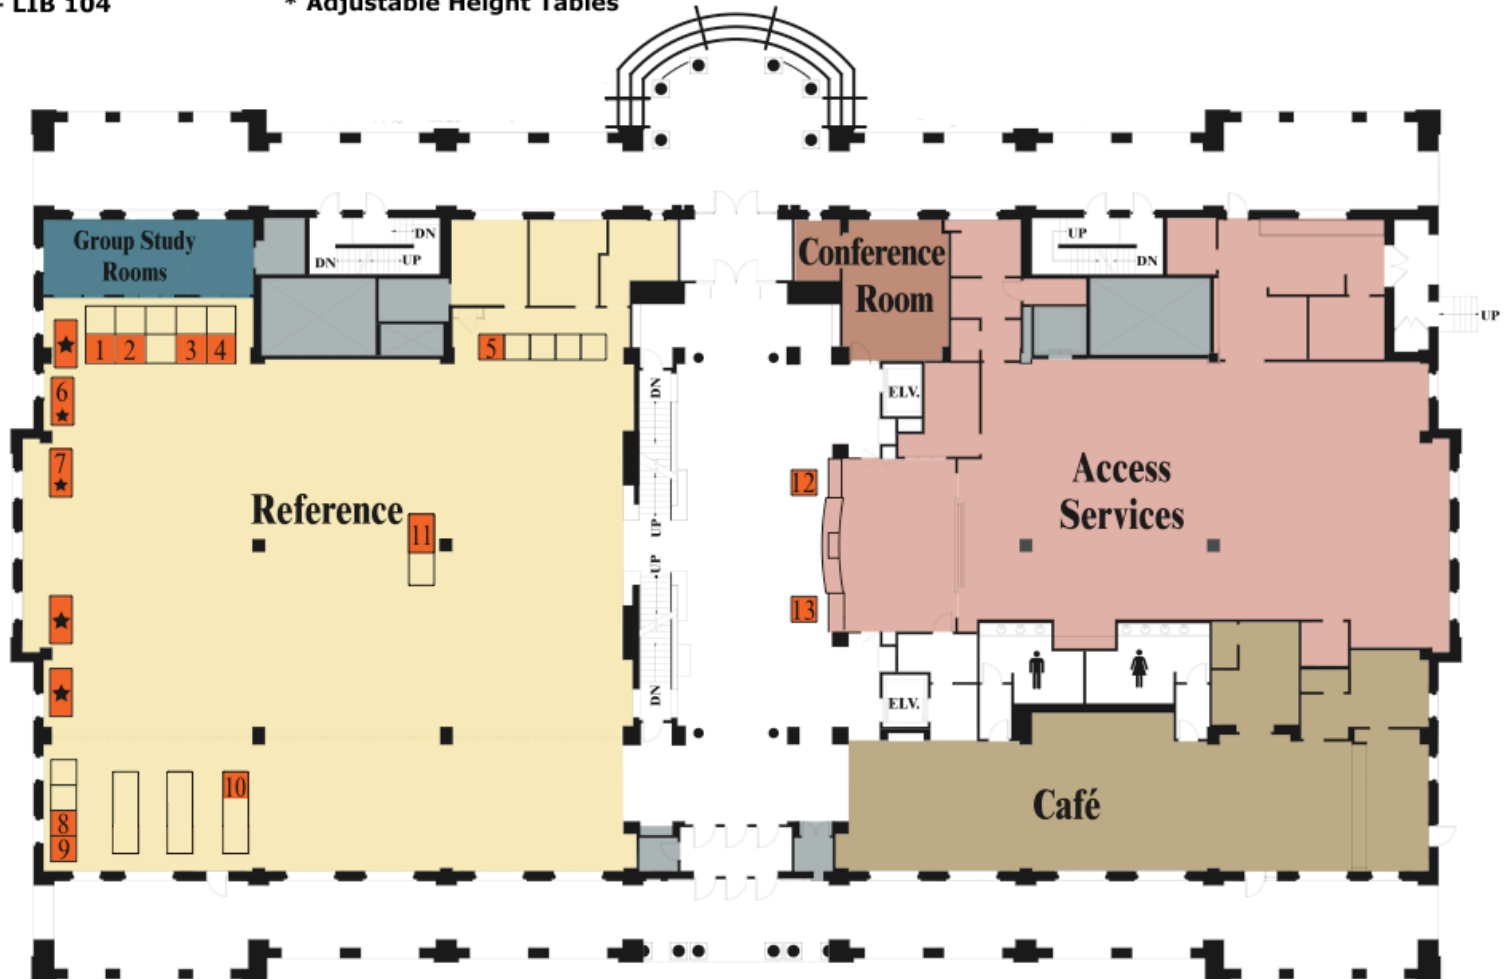 - LIB 104
* Adjustable Height Tables
Group Study
Rooms
DN
DN
UP
Conference
Room
UP
DN
UP
★
1
2
3
4
5
6
★
7
★
ELV.
DN
12
Access
Services
Reference
11
UP
UP
13
★
★
DN
ELV.
10
8
9
Café